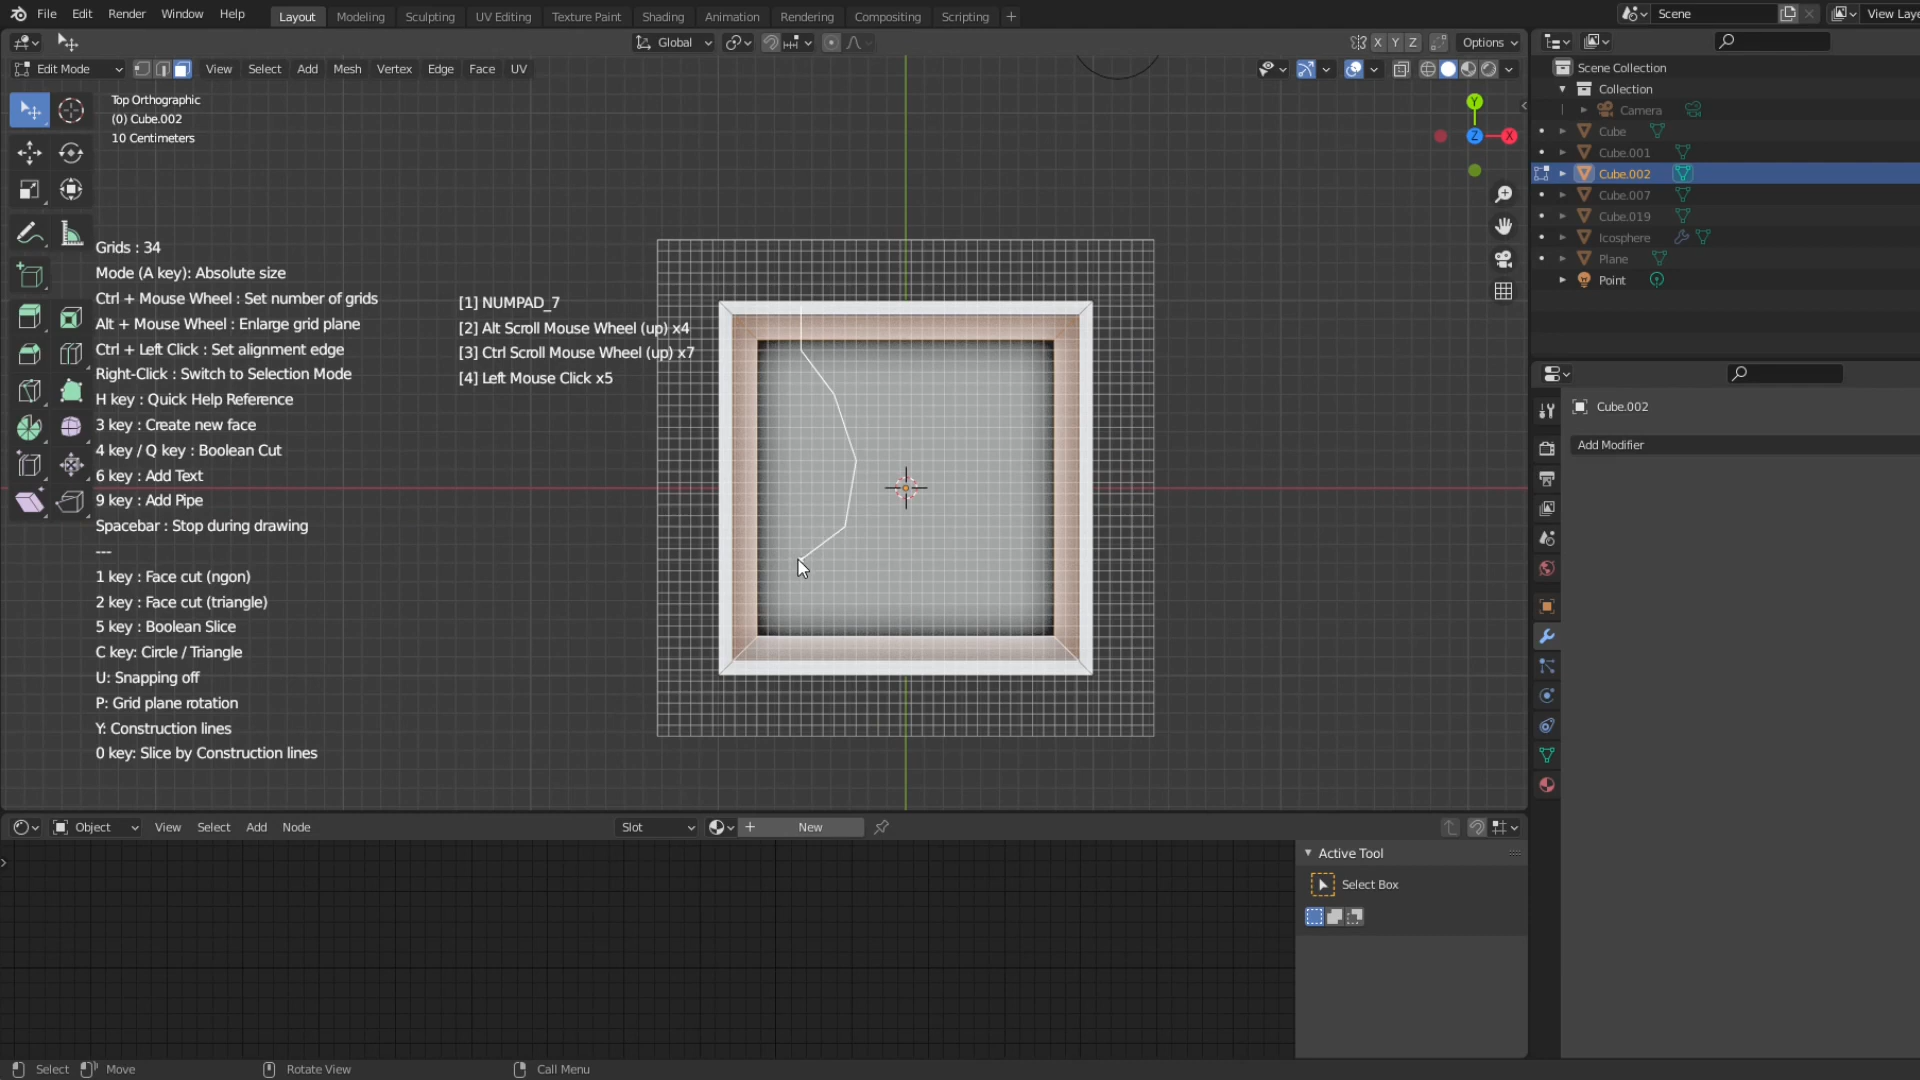 File Edit Render Window Help Layout Modeling Sculpting UV Editing Texture Paint Shading Animation Rendering Compositing Scripting + Scene View Laye
Global X Y Z Options
Edit Mode View Select Add Mesh Vertex Edge Face UV
Top Orthographic
(0) Cube.002
10 Centimeters
Grids : 34
Mode (A key): Absolute size
Ctrl + Mouse Wheel : Set number of grids
Alt + Mouse Wheel : Enlarge grid plane
Ctrl + Left Click : Set alignment edge
Right-Click : Switch to Selection Mode
H key : Quick Help Reference
3 key : Create new face
4 key / Q key : Boolean Cut
6 key : Add Text
9 key : Add Pipe
Spacebar : Stop during drawing
---
1 key : Face cut (ngon)
2 key : Face cut (triangle)
5 key : Boolean Slice
C key: Circle / Triangle
U: Snapping off
P: Grid plane rotation
Y: Construction lines
0 key: Slice by Construction lines
[1] NUMPAD_7
[2] Alt Scroll Mouse Wheel (up) x4
[3] Ctrl Scroll Mouse Wheel (up) x7
[4] Left Mouse Click x5
Y
Z X
Scene Collection
Collection
Camera
Cube
Cube.001
Cube.002
Cube.007
Cube.019
Icosphere
Plane
Point
Cube.002
Add Modifier
Object View Select Add Node Slot New
Active Tool
Select Box
Select Move Rotate View Call Menu